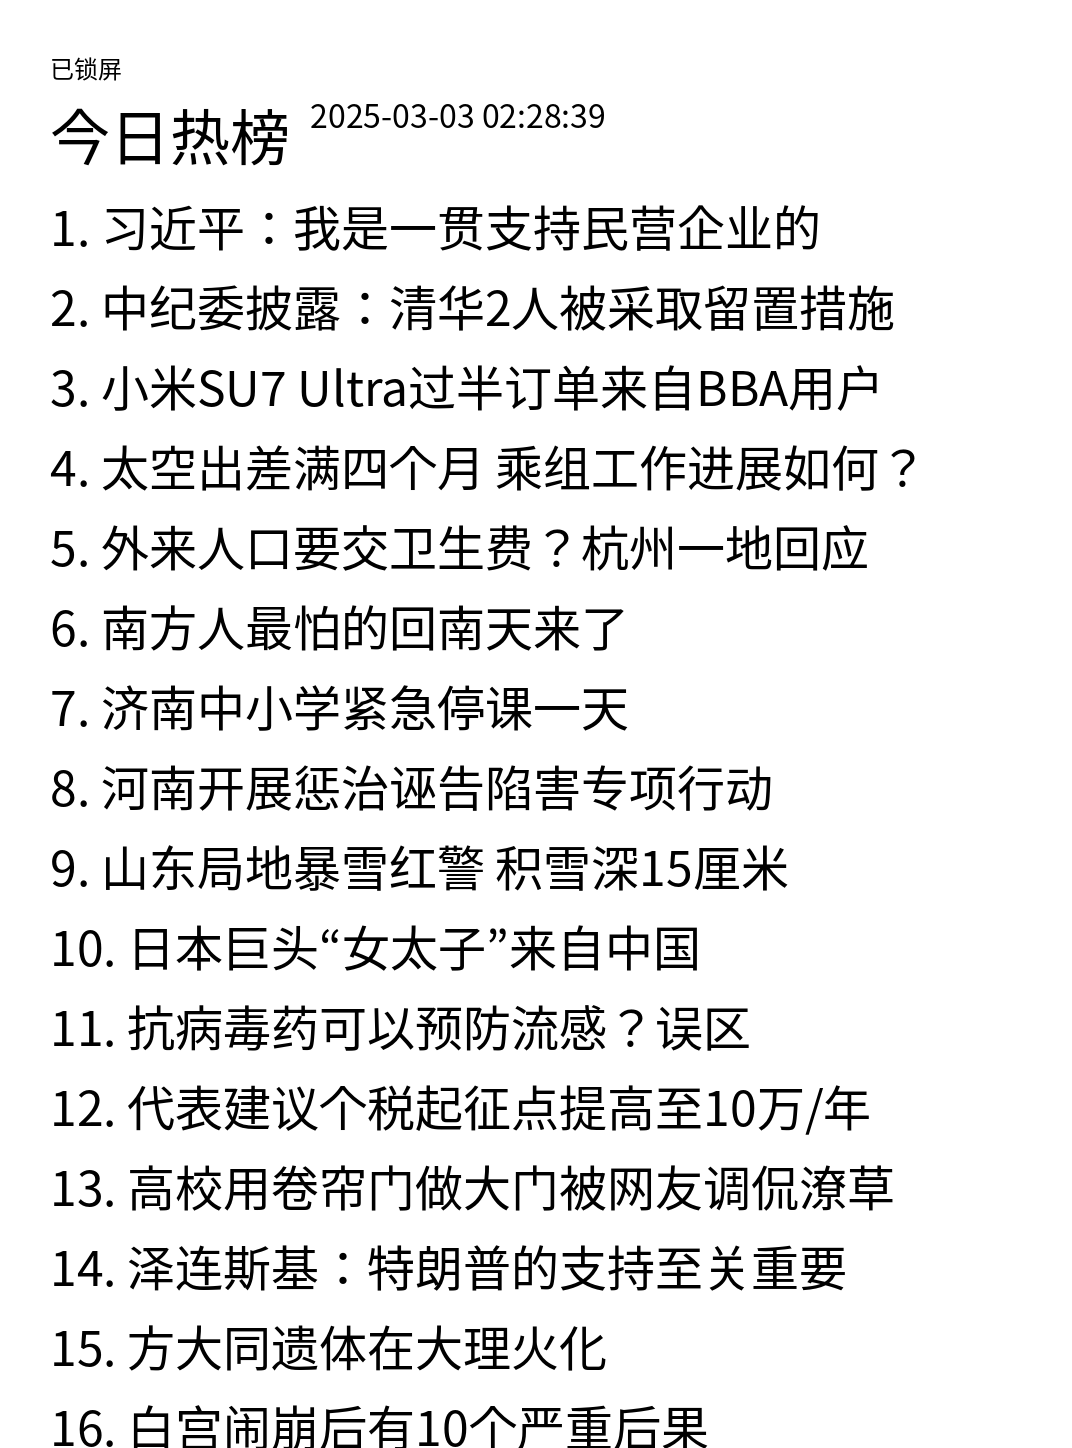 已锁屏
今日热榜 2025-03-03 02:28:39
1. 习近平：我是一贯支持民营企业的
2. 中纪委披露：清华2人被采取留置措施
3. 小米SU7 Ultra过半订单来自BBA用户
4. 太空出差满四个月 乘组工作进展如何？
5. 外来人口要交卫生费？杭州一地回应
6. 南方人最怕的回南天来了
7. 济南中小学紧急停课一天
8. 河南开展惩治诬告陷害专项行动
9. 山东局地暴雪红警 积雪深15厘米
10. 日本巨头“女太子”来自中国
11. 抗病毒药可以预防流感？误区
12. 代表建议个税起征点提高至10万/年
13. 高校用卷帘门做大门被网友调侃潦草
14. 泽连斯基：特朗普的支持至关重要
15. 方大同遗体在大理火化
16. 白宫闹崩后有10个严重后果